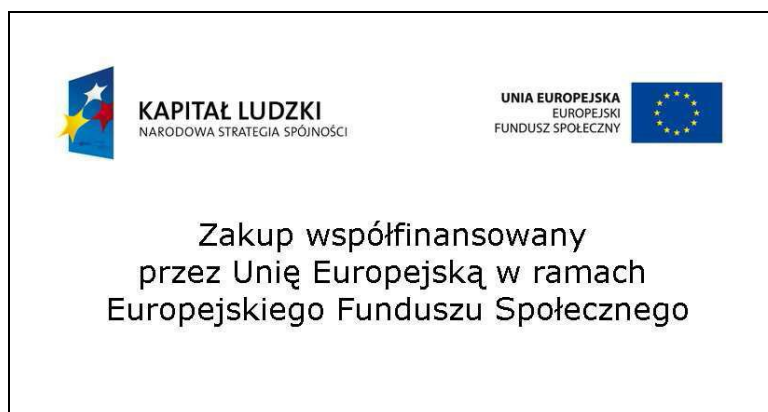 KAPITAŁ LUDZKI
NARODOWA STRATEGIA SPÓJNOŚCI
UNIA EUROPEJSKA
EUROPEJSKI
FUNDUSZ SPOŁECZNY
Zakup współfinansowany
przez Unię Europejską w ramach
Europejskiego Funduszu Społecznego